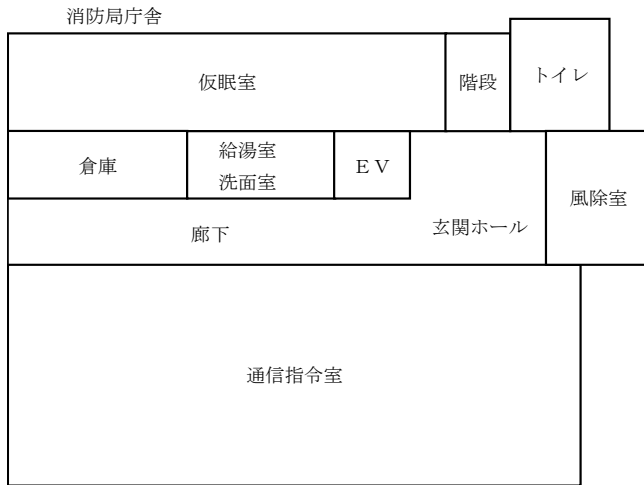 消防局庁舎
仮眠室
階段
トイレ
倉庫
給湯室
洗面室
ＥＶ
風除室
廊下
玄関ホール
通信指令室